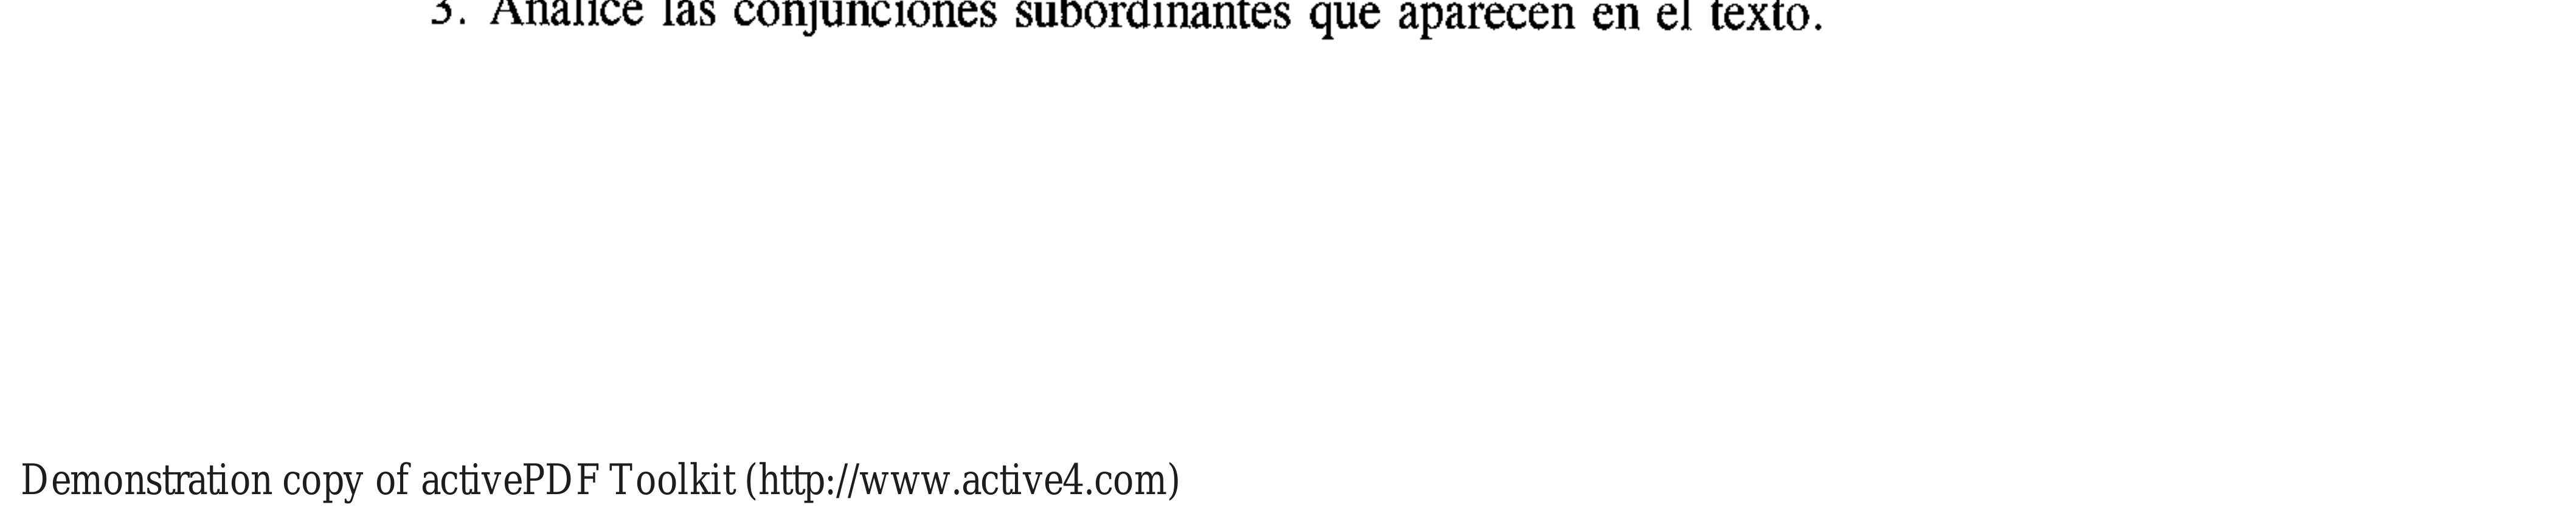 3. Analice las conjunciones subordinantes que aparecen en el texto.
Demonstration copy of activePDF Toolkit (http://www.active4.com)